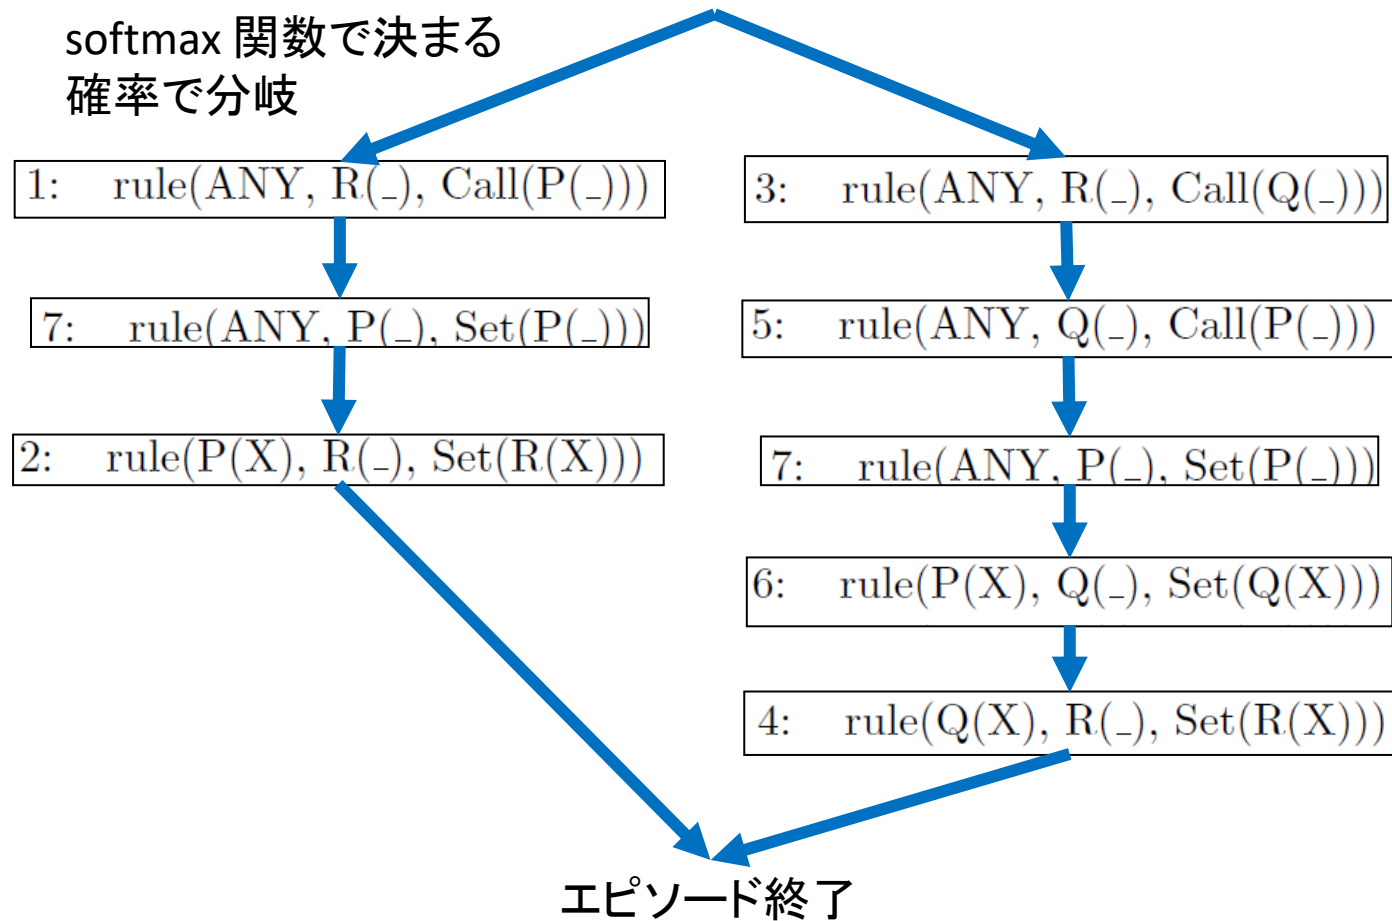 softmax 関数で決まる
確率で分岐
1: rule(ANY, R(_), Call(P(_)))
7: rule(ANY, P(_), Set(P(_)))
2: rule(P(X), R(_), Set(R(X)))
3: rule(ANY, R(_), Call(Q(_)))
5: rule(ANY, Q(_), Call(P(_)))
7: rule(ANY, P(_), Set(P(_)))
6: rule(P(X), Q(_), Set(Q(X)))
4: rule(Q(X), R(_), Set(R(X)))
エピソード終了